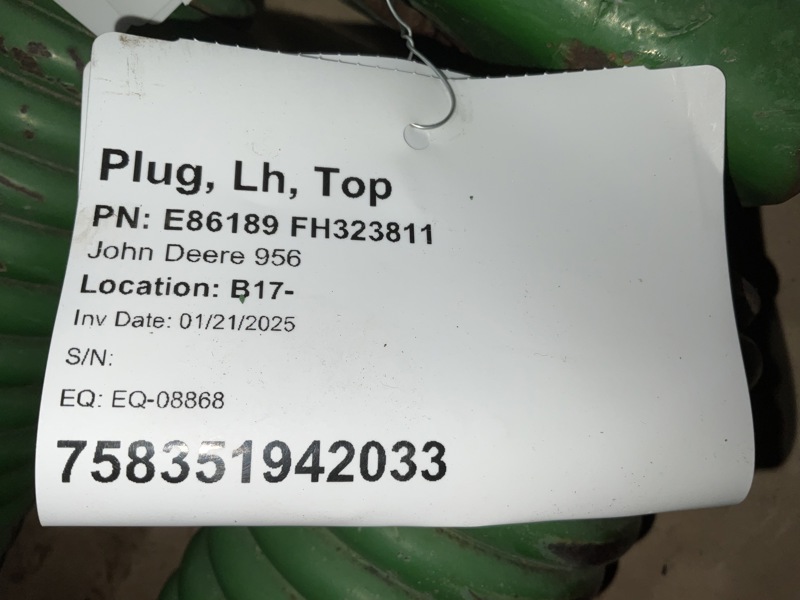 Plug, Lh, Top
PN: E86189 FH323811
John Deere 956
Location: B17-
Inv Date: 01/21/2025
S/N:
EQ: EQ-08868
758351942033